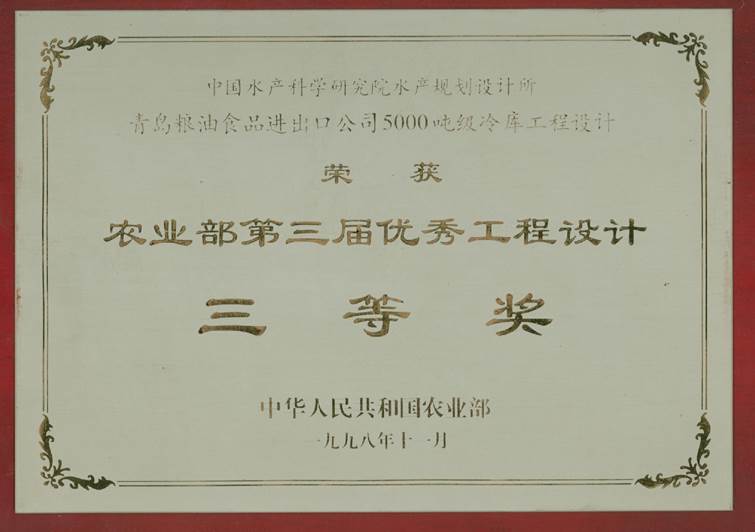 中国水产科学研究院水产规划设计所
青岛粮油食品进出口公司5000吨级冷库工程设计
荣获
农业部第三届优秀工程设计
三等奖
中华人民共和国农业部
一九九八年十一月